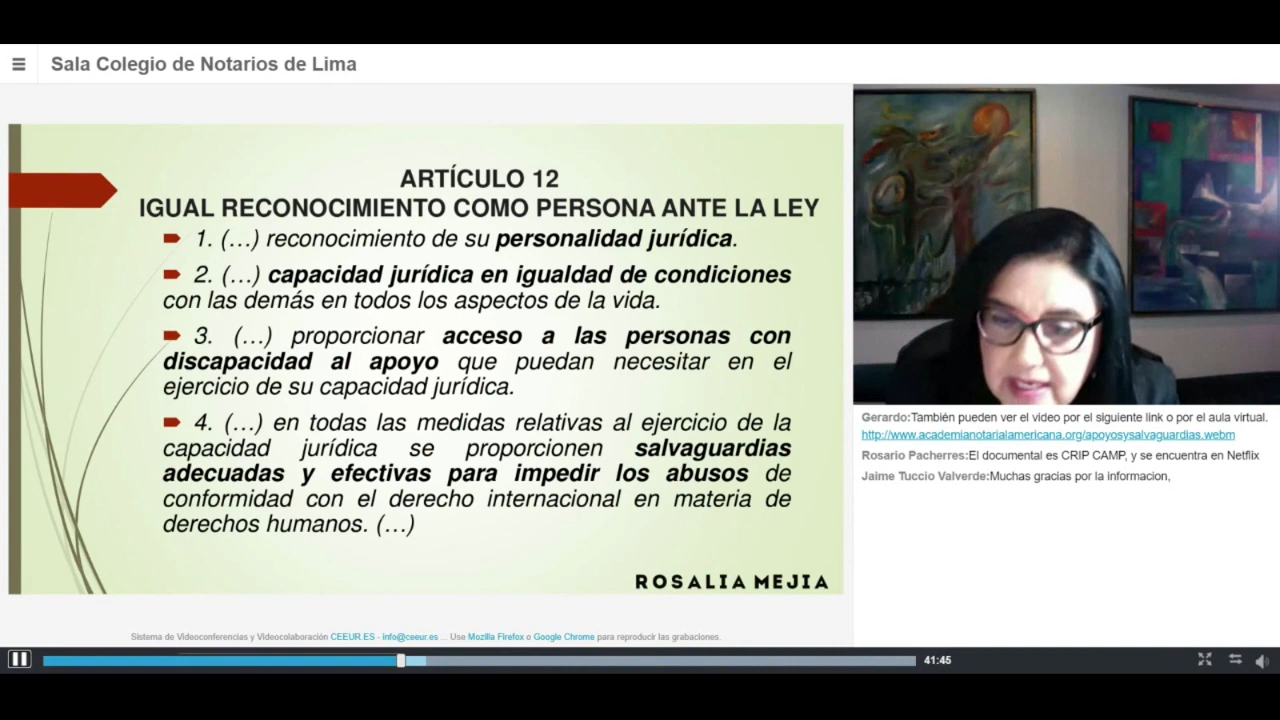 Sala Colegio de Notarios de Lima
ARTÍCULO 12
IGUAL RECONOCIMIENTO COMO PERSONA ANTE LA LEY
1. (…) reconocimiento de su personalidad jurídica.
2. (…) capacidad jurídica en igualdad de condiciones
con las demás en todos los aspectos de la vida.
3. (…) proporcionar acceso a las personas con
discapacidad al apoyo que puedan necesitar en el
ejercicio de su capacidad jurídica.
4. (…) en todas las medidas relativas al ejercicio de la
capacidad jurídica se proporcionen salvaguardias
adecuadas y efectivas para impedir los abusos de
conformidad con el derecho internacional en materia de
derechos humanos. (…)
ROSALIA MEJIA
Gerardo:También pueden ver el video por el siguiente link o por el aula virtual.
http://www.academianotarialamericana.org/apoyosysalvaguardias.webm
Rosario Pacherres:El documental es CRIP CAMP, y se encuentra en Netflix
Jaime Tuccio Valverde:Muchas gracias por la informacion,
Sistema de Videoconferencias y Videocolaboración CEEUR.ES - info@ceeur.es ... Use Mozilla Firefox o Google Chrome para reproducir las grabaciones.
41:45